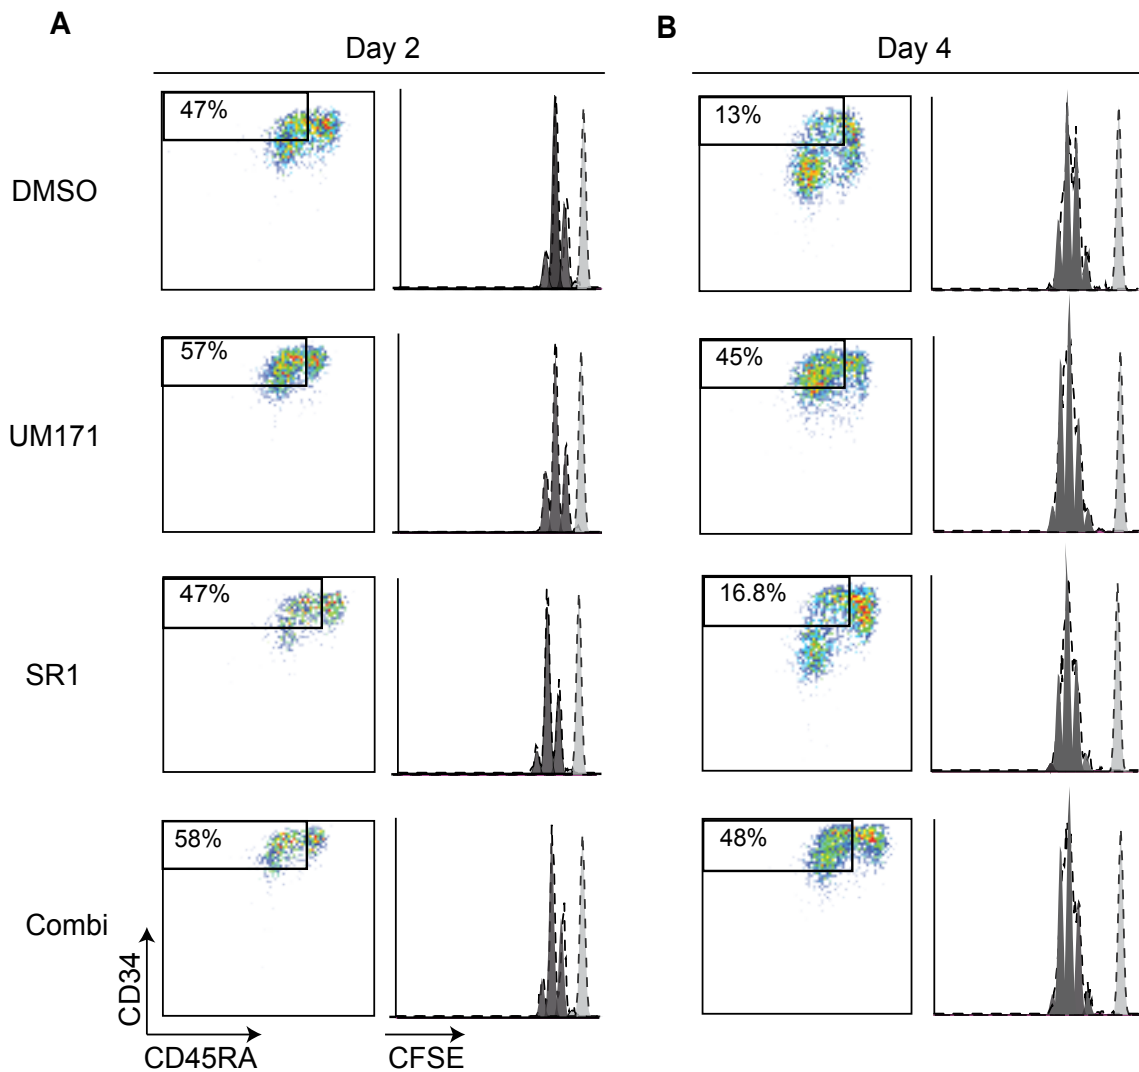 A
B
Day 2
Day 4
DMSO
47%
13%
UM171
57%
45%
SR1
47%
16.8%
Combi
58%
48%
CD34
CD45RA
CFSE